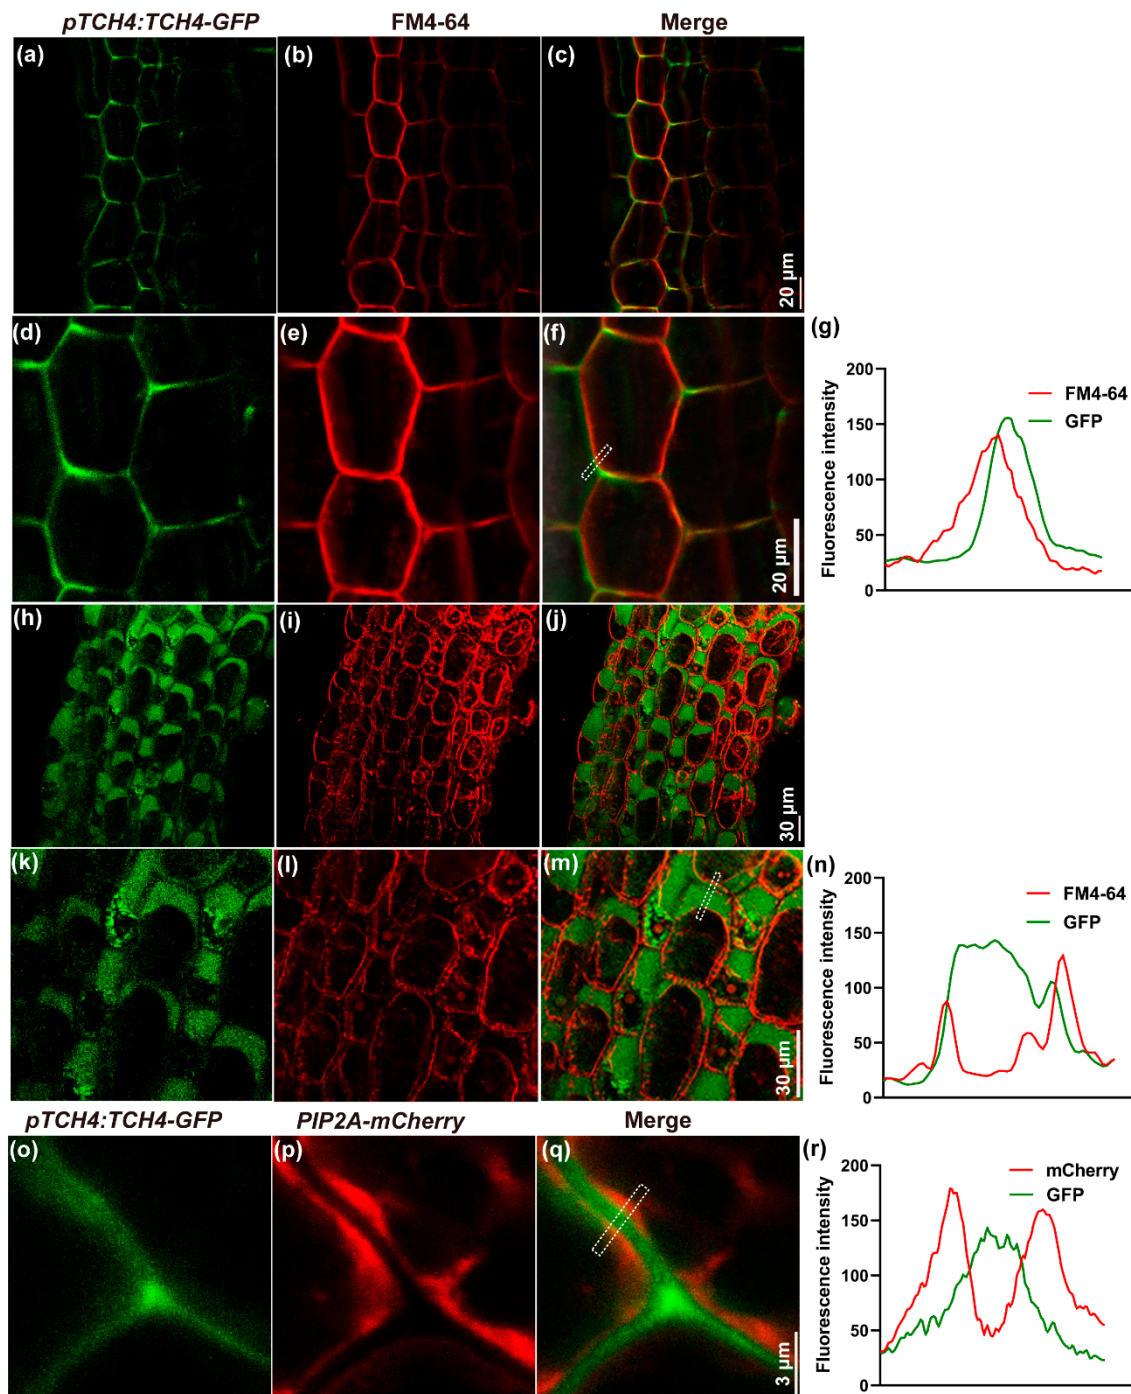 pTCH4:TCH4-GFP FM4-64 Merge
(a) (b) (c)
20 µm
(d) (e) (f) (g)
20 µm
Fluorescence intensity
200
150
100
50
0
FM4-64
GFP
(h) (i) (j)
30 µm
(k) (l) (m) (n)
30 µm
Fluorescence intensity
200
150
100
50
0
FM4-64
GFP
pTCH4:TCH4-GFP PIP2A-mCherry Merge
(o) (p) (q) (r)
3 µm
Fluorescence intensity
200
150
100
50
0
mCherry
GFP